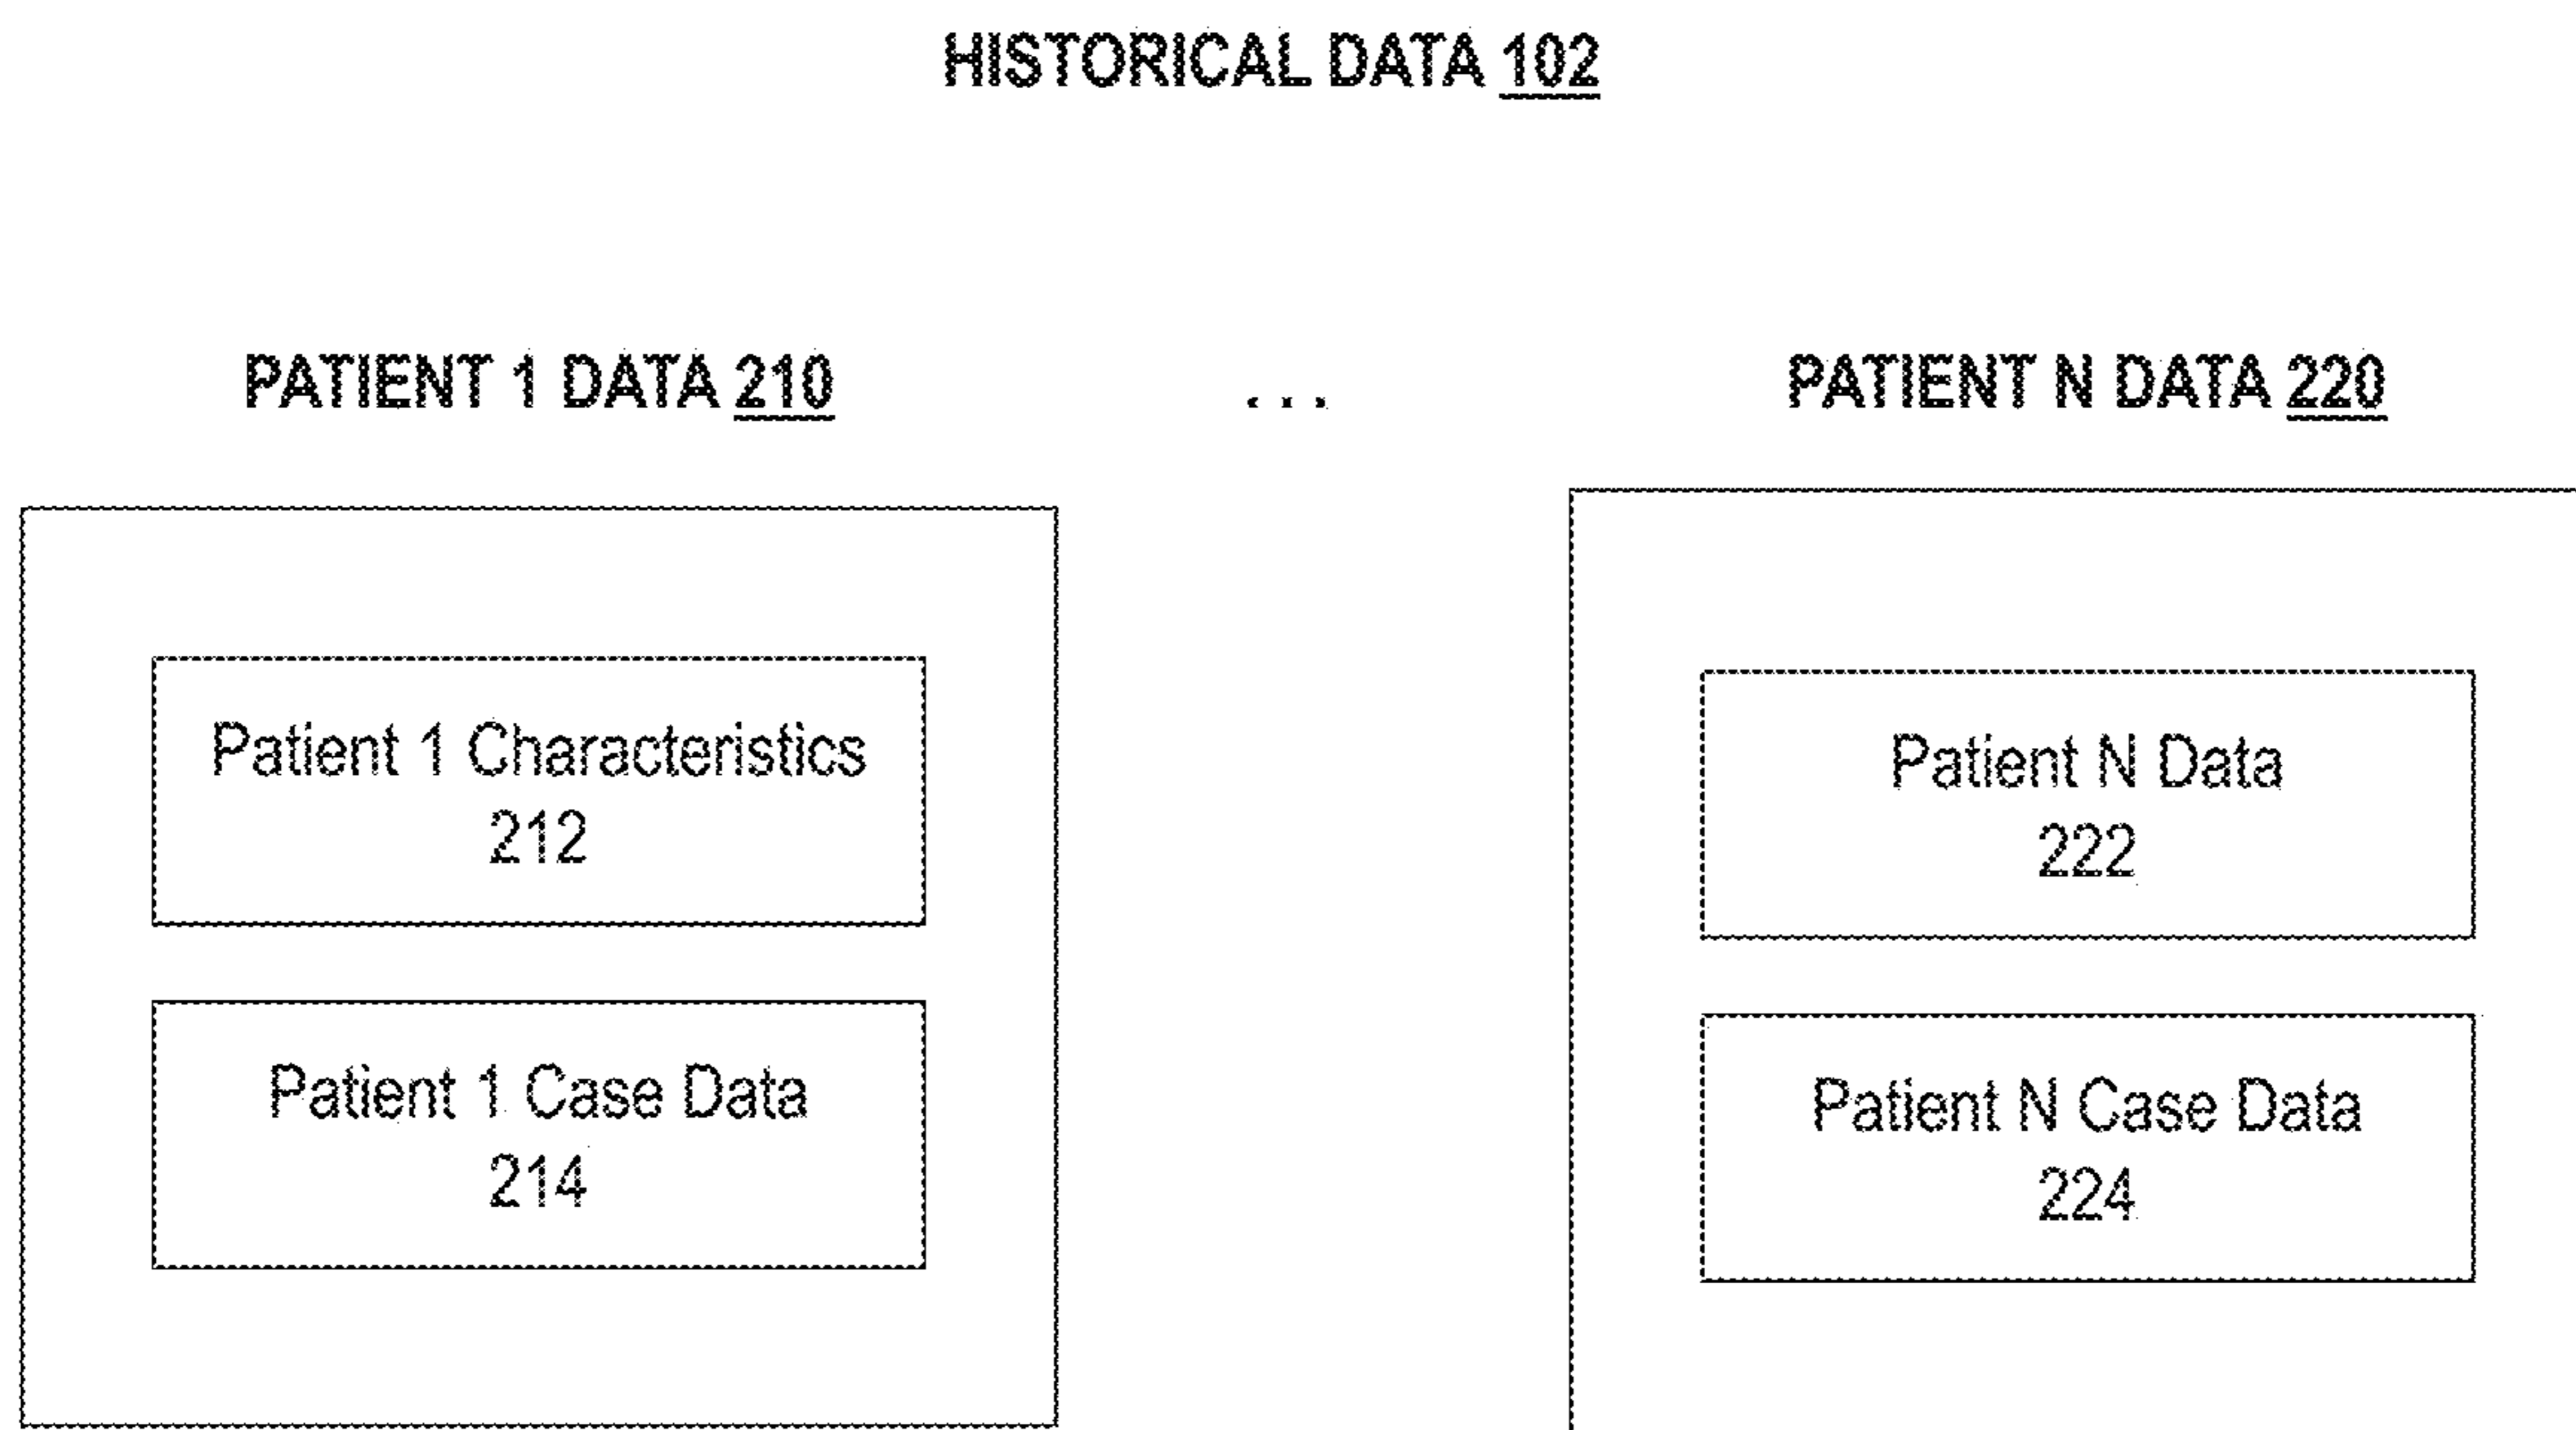 HISTORICAL DATA 102
PATIENT 1 DATA 210
...
PATIENT N DATA 220
Patient 1 Characteristics
212
Patient 1 Case Data
214
Patient N Data
222
Patient N Case Data
224